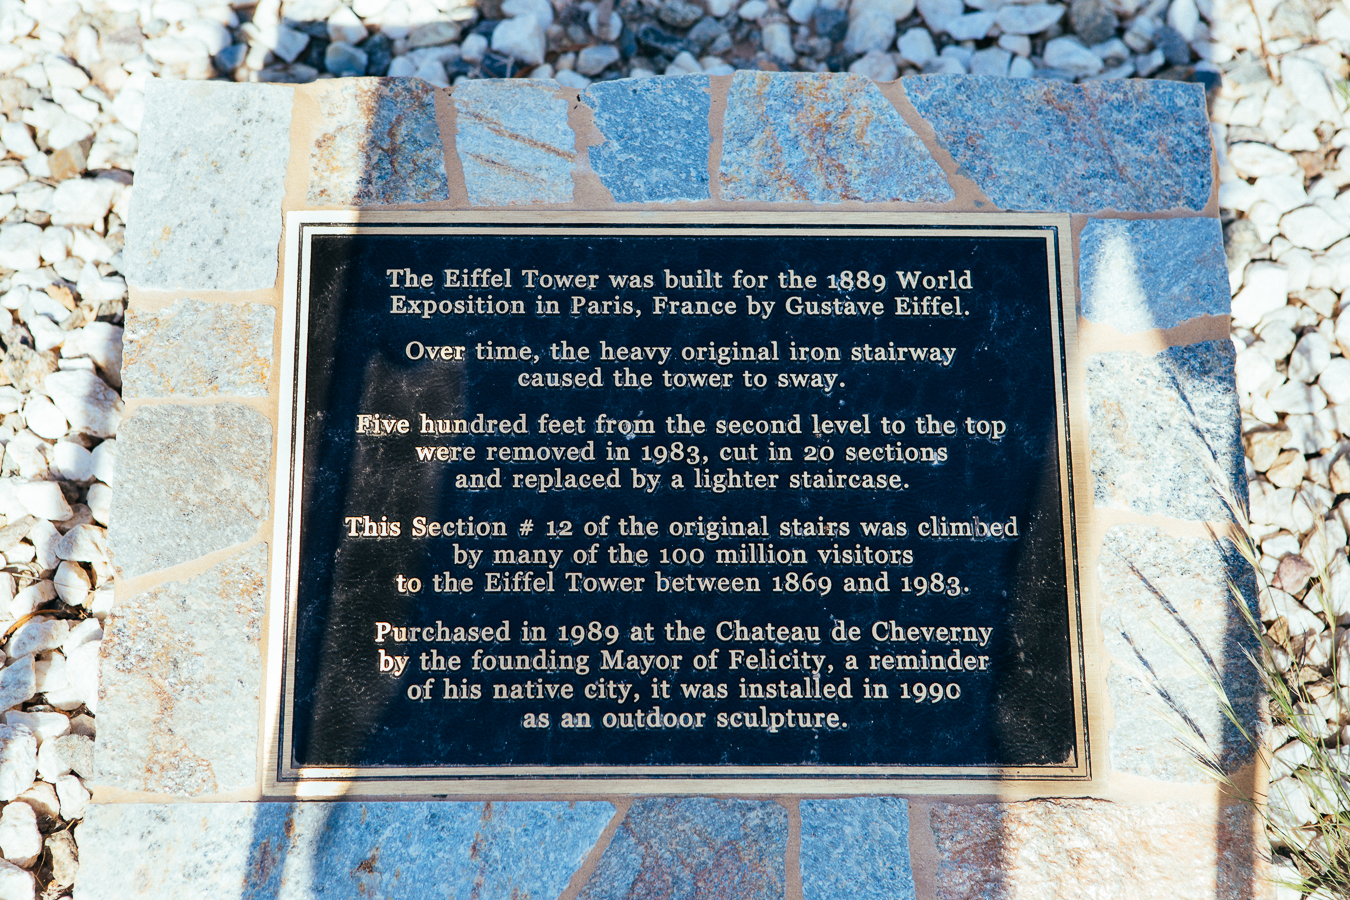 The Eiffel Tower was built for the 1889 World
Exposition in Paris, France by Gustave Eiffel.
Over time, the heavy original iron stairway
caused the tower to sway.
Five hundred feet from the second level to the top
were removed in 1983, cut in 20 sections
and replaced by a lighter staircase.
This Section # 12 of the original stairs was climbed
by many of the 100 million visitors
to the Eiffel Tower between 1869 and 1983.
Purchased in 1989 at the Chateau de Cheverny
by the founding Mayor of Felicity, a reminder
of his native city, it was installed in 1990
as an outdoor sculpture.